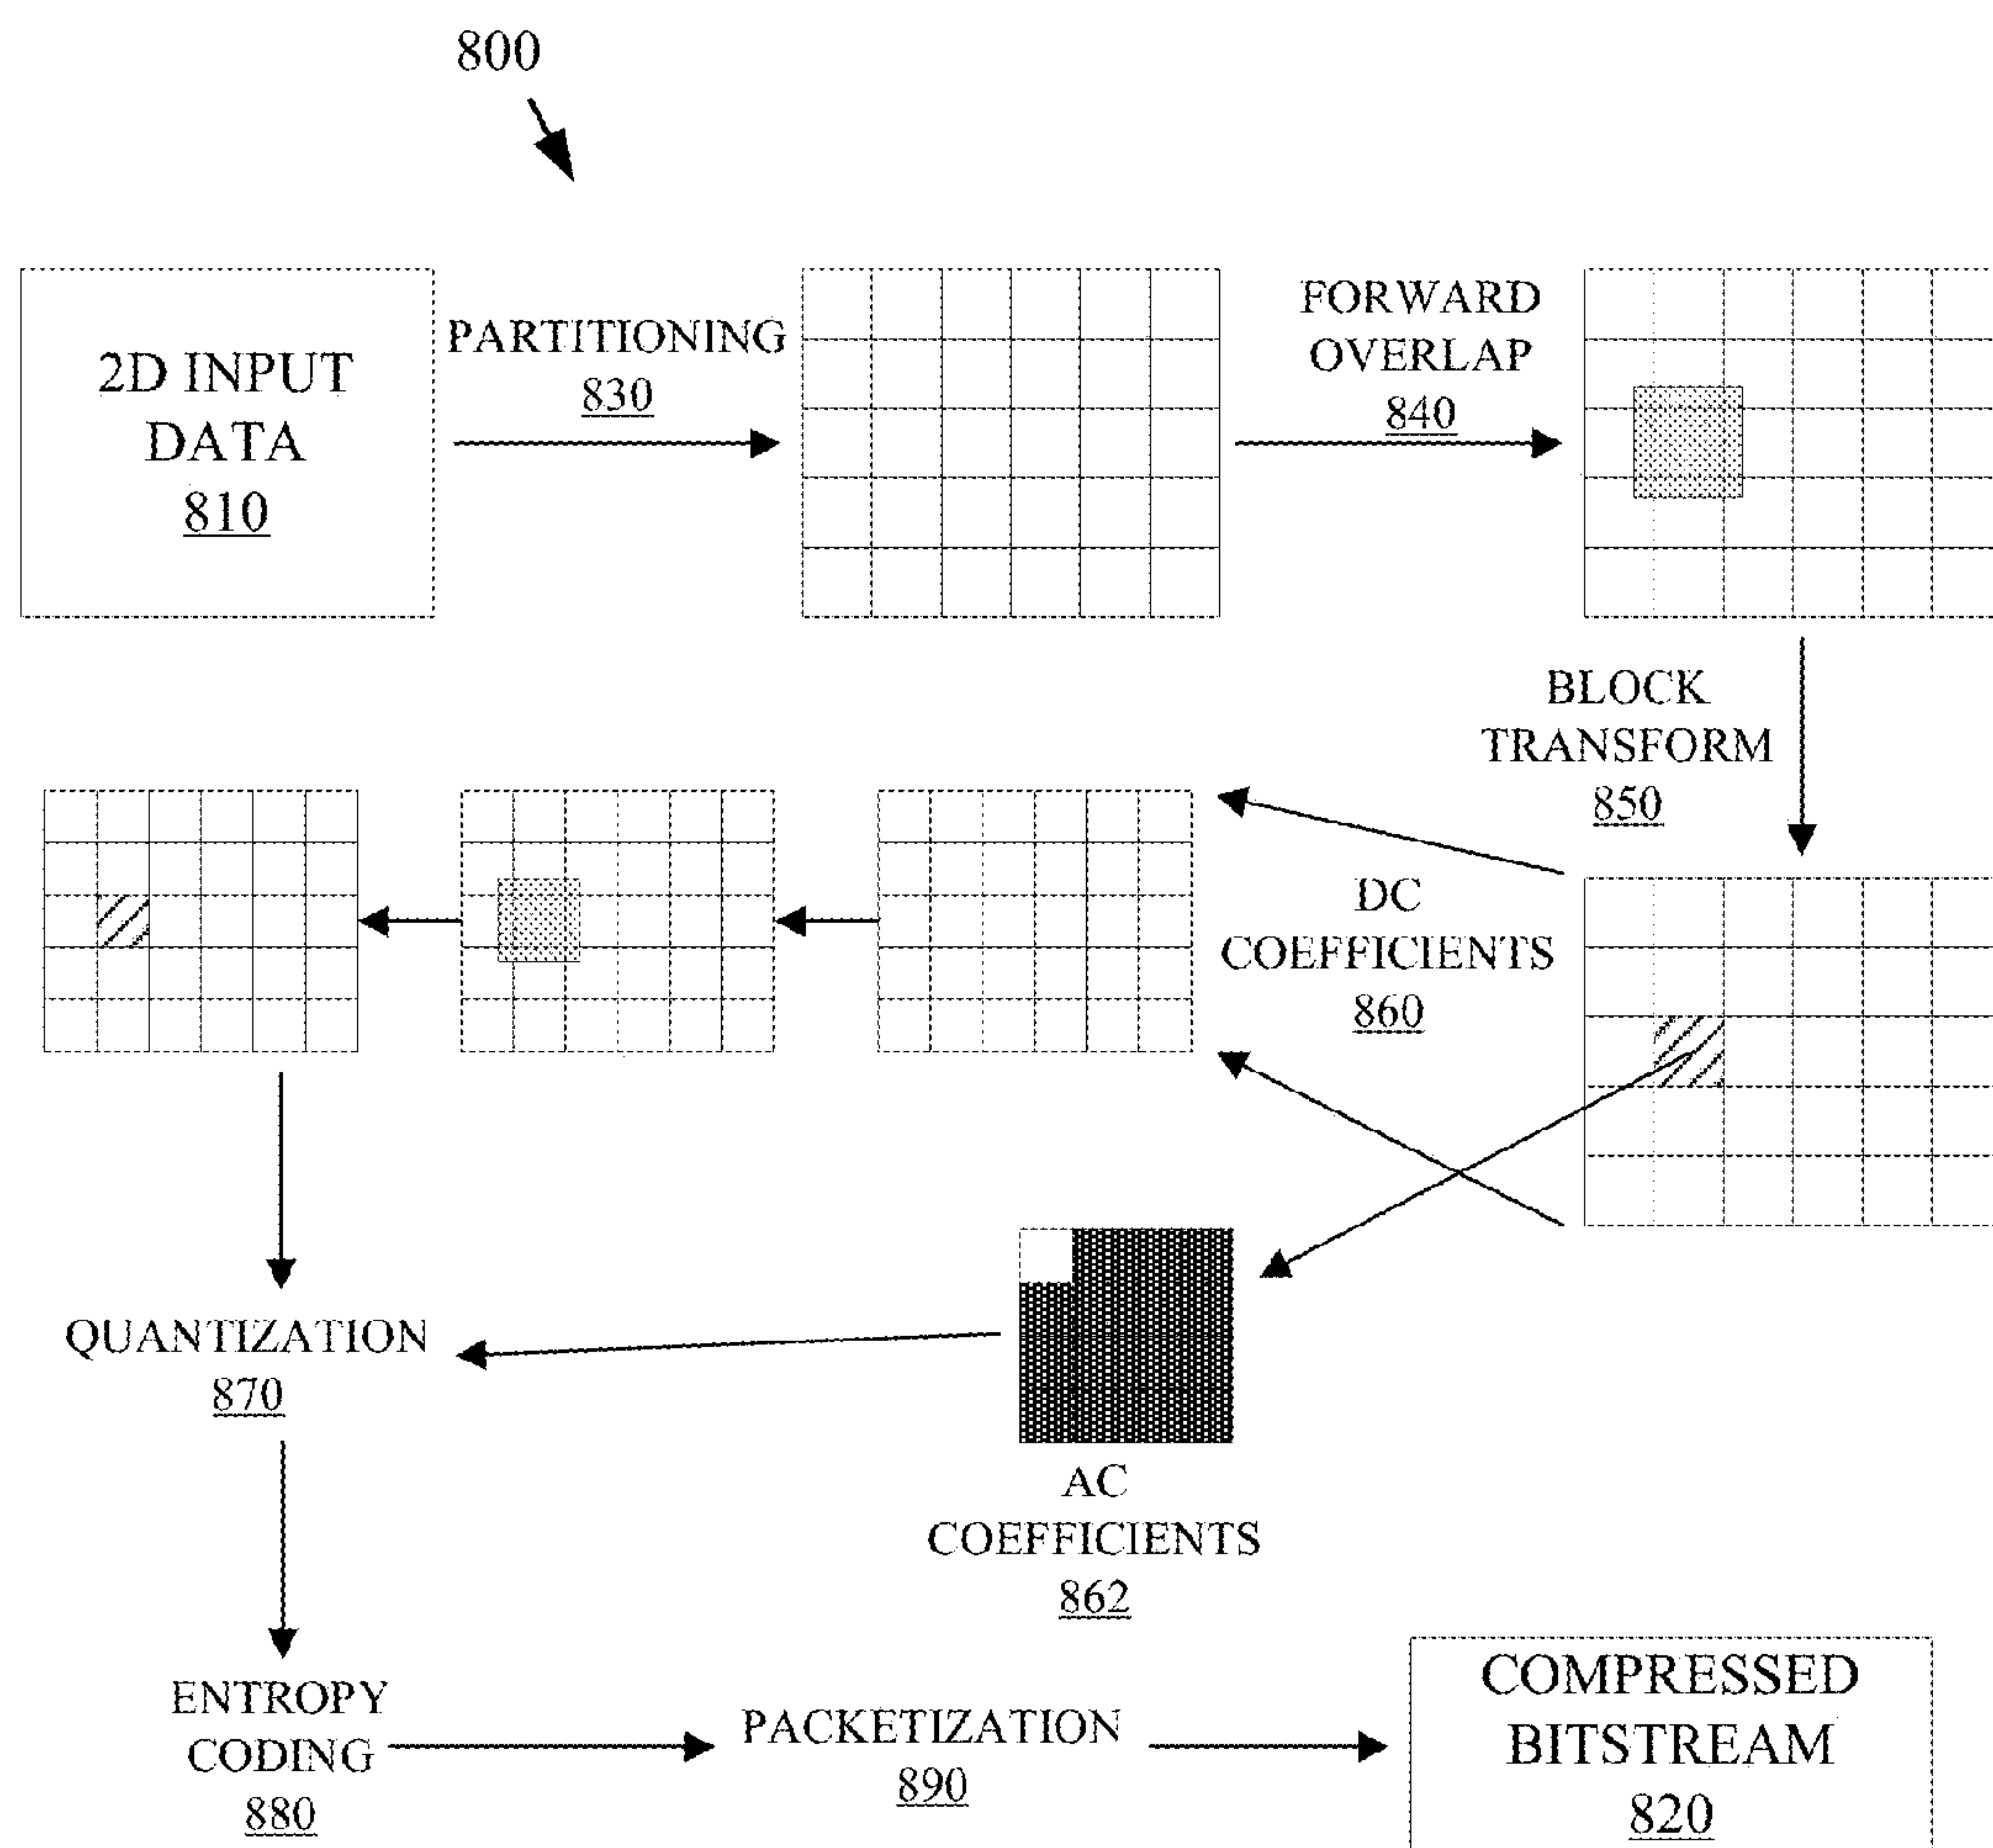 800
2D INPUT
DATA
810
PARTITIONING
830
FORWARD
OVERLAP
840
BLOCK
TRANSFORM
850
DC
COEFFICIENTS
860
QUANTIZATION
870
AC
COEFFICIENTS
862
ENTROPY
CODING
880
PACKETIZATION
890
COMPRESSED
BITSTREAM
820